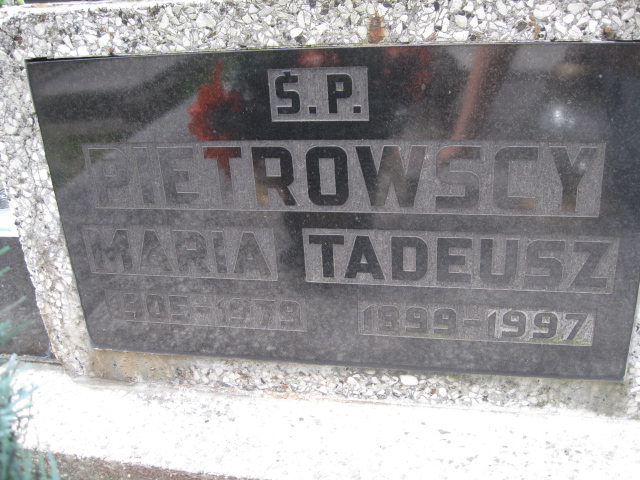 Ś.P.
PIETROWSCY
MARIA TADEUSZ
1905-1979 1899-1997